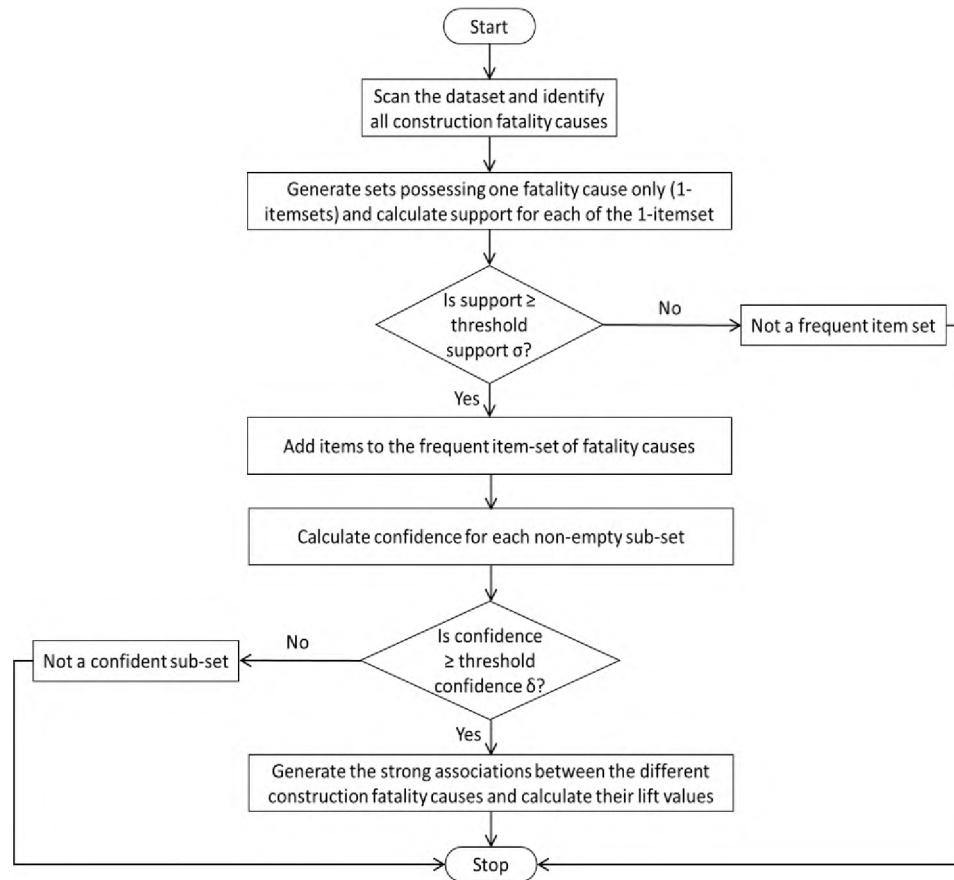 Start
Scan the dataset and identify
all construction fatality causes
Generate sets possessing one fatality cause only (1-
itemsets) and calculate support for each of the 1-itemset
Is support ≥
threshold
support σ?
No
Not a frequent item set
Yes
Add items to the frequent item-set of fatality causes
Calculate confidence for each non-empty sub-set
Is confidence
≥ threshold
confidence δ?
No
Not a confident sub-set
Yes
Generate the strong associations between the different
construction fatality causes and calculate their lift values
Stop